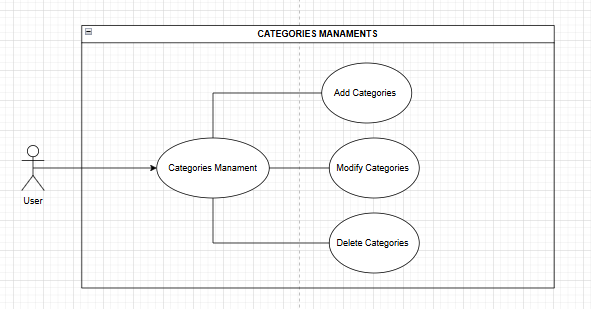 CATEGORIES MANAMENTS
Add Categories
Categories Manament
Modify Categories
User
Delete Categories